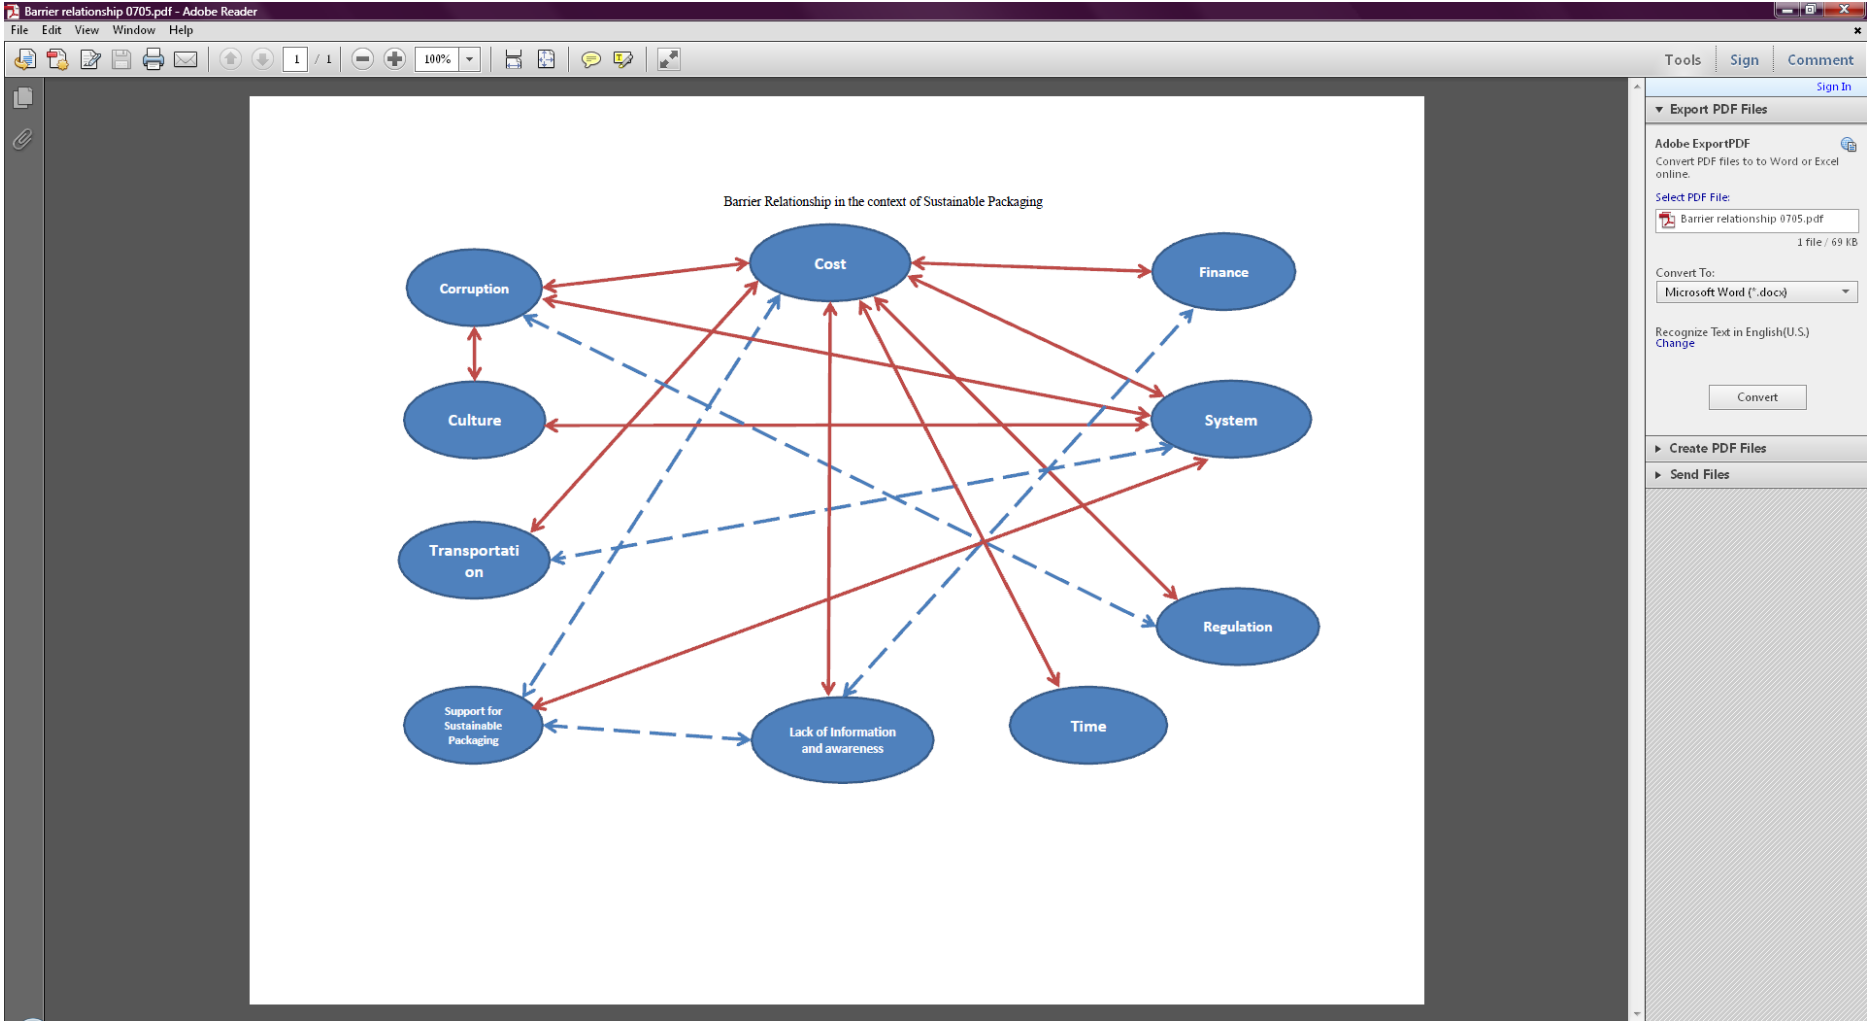 Barrier relationship 0705.pdf - Adobe Reader
File Edit View Window Help
1 / 1 100% Tools Sign Comment
Sign In
Export PDF Files
Adobe ExportPDF
Convert PDF files to to Word or Excel
online.
Select PDF File:
Barrier relationship 0705.pdf
1 file / 69 KB
Convert To:
Microsoft Word (*.docx)
Recognize Text in English(U.S.)
Change
Convert
Create PDF Files
Send Files
Barrier Relationship in the context of Sustainable Packaging
Cost
Finance
Corruption
Culture
System
Transportati
on
Regulation
Support for
Sustainable
Packaging
Lack of Information
and awareness
Time